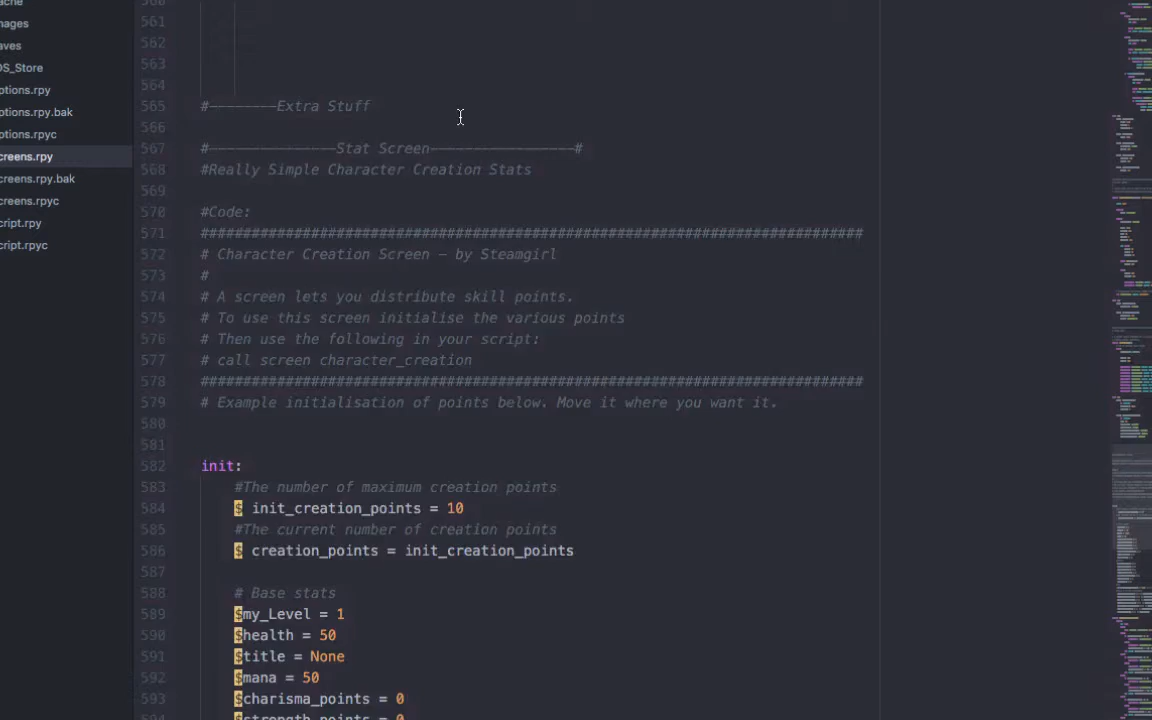 ache
560
mages
561
aves
562
OS_Store
563
ptions.rpy
564
ptions.rpy.bak
565 #————————Extra Stuff
ptions.rpyc
566
creens.rpy
567 #———————————————Stat Screen—————————————————#
creens.rpy.bak
568 #Really Simple Character Creation Stats
creens.rpyc
569
cript.rpy
570 #Code:
cript.rpyc
571 ##############################################################################
572 # Character Creation Screen – by Steamgirl
573 #
574 # A screen lets you distribute skill points.
575 # To use this screen initialise the various points
576 # Then use the following in your script:
577 # call screen character_creation
578 ##############################################################################
579 # Example initialisation of points below. Move it where you want it.
580
581
582 init:
583 #The number of maximum creation points
584 $ init_creation_points = 10
585 #The current number of creation points
586 $ creation_points = init_creation_points
587
588 # Base stats
589 $my_Level = 1
590 $health = 50
591 $title = None
592 $mana = 50
593 $charisma_points = 0
594 $strength_points = 0